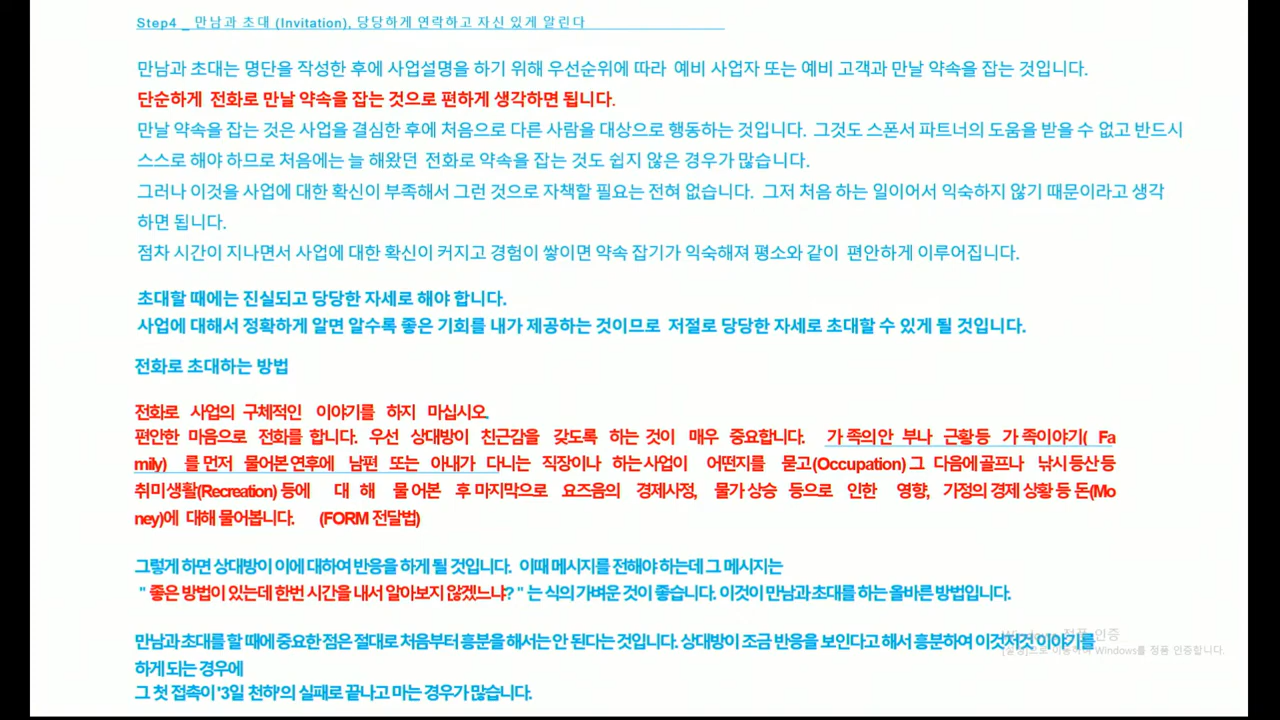 Step4 _ 만남과 초대 (Invitation), 당당하게 연락하고 자신 있게 알린다
만남과 초대는 명단을 작성한 후에 사업설명을 하기 위해 우선순위에 따라 예비 사업자 또는 예비 고객과 만날 약속을 잡는 것입니다.
단순하게 전화로 만날 약속을 잡는 것으로 편하게 생각하면 됩니다.
만날 약속을 잡는 것은 사업을 결심한 후에 처음으로 다른 사람을 대상으로 행동하는 것입니다. 그것도 스폰서 파트너의 도움을 받을 수 없고 반드시
스스로 해야 하므로 처음에는 늘 해왔던 전화로 약속을 잡는 것도 쉽지 않은 경우가 많습니다.
그러나 이것을 사업에 대한 확신이 부족해서 그런 것으로 자책할 필요는 전혀 없습니다. 그저 처음 하는 일이어서 익숙하지 않기 때문이라고 생각
하면 됩니다.
점차 시간이 지나면서 사업에 대한 확신이 커지고 경험이 쌓이면 약속 잡기가 익숙해져 평소와 같이 편안하게 이루어집니다.
초대할 때에는 진실되고 당당한 자세로 해야 합니다.
사업에 대해서 정확하게 알면 알수록 좋은 기회를 내가 제공하는 것이므로 저절로 당당한 자세로 초대할 수 있게 될 것입니다.
전화로 초대하는 방법
전화로 사업의 구체적인 이야기를 하지 마십시오.
편안한 마음으로 전화를 합니다. 우선 상대방이 친근감을 갖도록 하는 것이 매우 중요합니다. 가족의 안부나 근황 등 가족이야기( Fa
mily) 를 먼저 물어본 연후에 남편 또는 아내가 다니는 직장이나 하는 사업이 어떤지를 묻고(Occupation) 그 다음에 골프나 낚시 등산 등
취미생활(Recreation) 등에 대해 물어본 후 마지막으로 요즈음의 경제사정, 물가 상승 등으로 인한 영향, 가정의 경제 상황 등 돈(Mo
ney)에 대해 물어봅니다. (FORM 전달법)
그렇게 하면 상대방이 이에 대하여 반응을 하게 될 것입니다. 이때 메시지를 전해야 하는데 그 메시지는
" 좋은 방법이 있는데 한번 시간을 내서 알아보지 않겠느냐? " 는 식의 가벼운 것이 좋습니다. 이것이 만남과 초대를 하는 올바른 방법입니다.
만남과 초대를 할 때에 중요한 점은 절대로 처음부터 흥분을 해서는 안 된다는 것입니다. 상대방이 조금 반응을 보인다고 해서 흥분하여 이것저것 이야기를
하게 되는 경우에
그 첫 접촉이 '3일 천하'의 실패로 끝나고 마는 경우가 많습니다.
Windows 정품 인증
[설정]으로 이동하여 Windows를 정품 인증합니다.